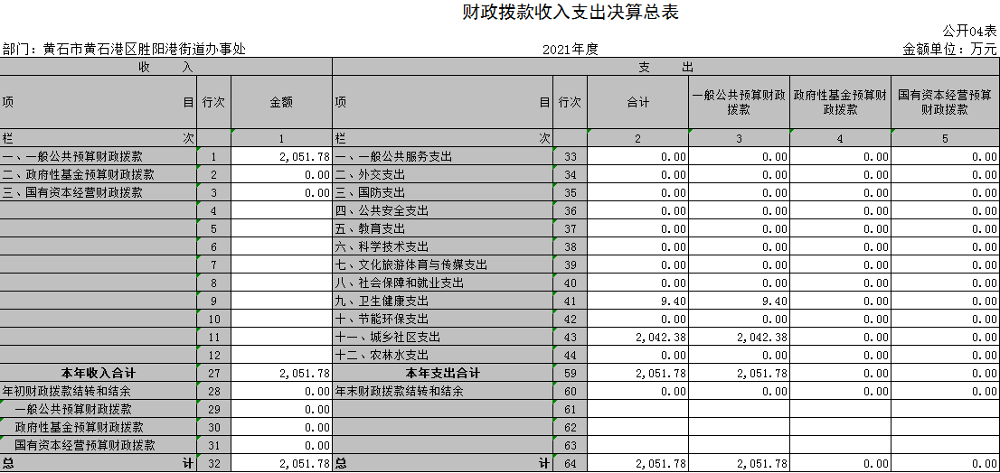 财政拨款收入支出决算总表
公开04表
部门：黄石市黄石港区胜阳港街道办事处 2021年度 金额单位：万元
收 入 支 出
项 目 行次 金额 项 目 行次 合计 一般公共预算财政拨款 政府性基金预算财政拨款 国有资本经营预算财政拨款
栏 次 1 栏 次 2 3 4 5
一、一般公共预算财政拨款 1 2,051.78 一、一般公共服务支出 33 0.00 0.00 0.00 0.00
二、政府性基金预算财政拨款 2 0.00 二、外交支出 34 0.00 0.00 0.00 0.00
三、国有资本经营财政拨款 3 0.00 三、国防支出 35 0.00 0.00 0.00 0.00
4 四、公共安全支出 36 0.00 0.00 0.00 0.00
5 五、教育支出 37 0.00 0.00 0.00 0.00
6 六、科学技术支出 38 0.00 0.00 0.00 0.00
7 七、文化旅游体育与传媒支出 39 0.00 0.00 0.00 0.00
8 八、社会保障和就业支出 40 0.00 0.00 0.00 0.00
9 九、卫生健康支出 41 9.40 9.40 0.00 0.00
10 十、节能环保支出 42 0.00 0.00 0.00 0.00
11 十一、城乡社区支出 43 2,042.38 2,042.38 0.00 0.00
12 十二、农林水支出 44 0.00 0.00 0.00 0.00
本年收入合计 27 2,051.78 本年支出合计 59 2,051.78 2,051.78 0.00 0.00
年初财政拨款结转和结余 28 0.00 年末财政拨款结转和结余 60 0.00 0.00 0.00 0.00
一般公共预算财政拨款 29 0.00 61
政府性基金预算财政拨款 30 0.00 62
国有资本经营预算财政拨款 31 0.00 63
总 计 32 2,051.78 总 计 64 2,051.78 2,051.78 0.00 0.00